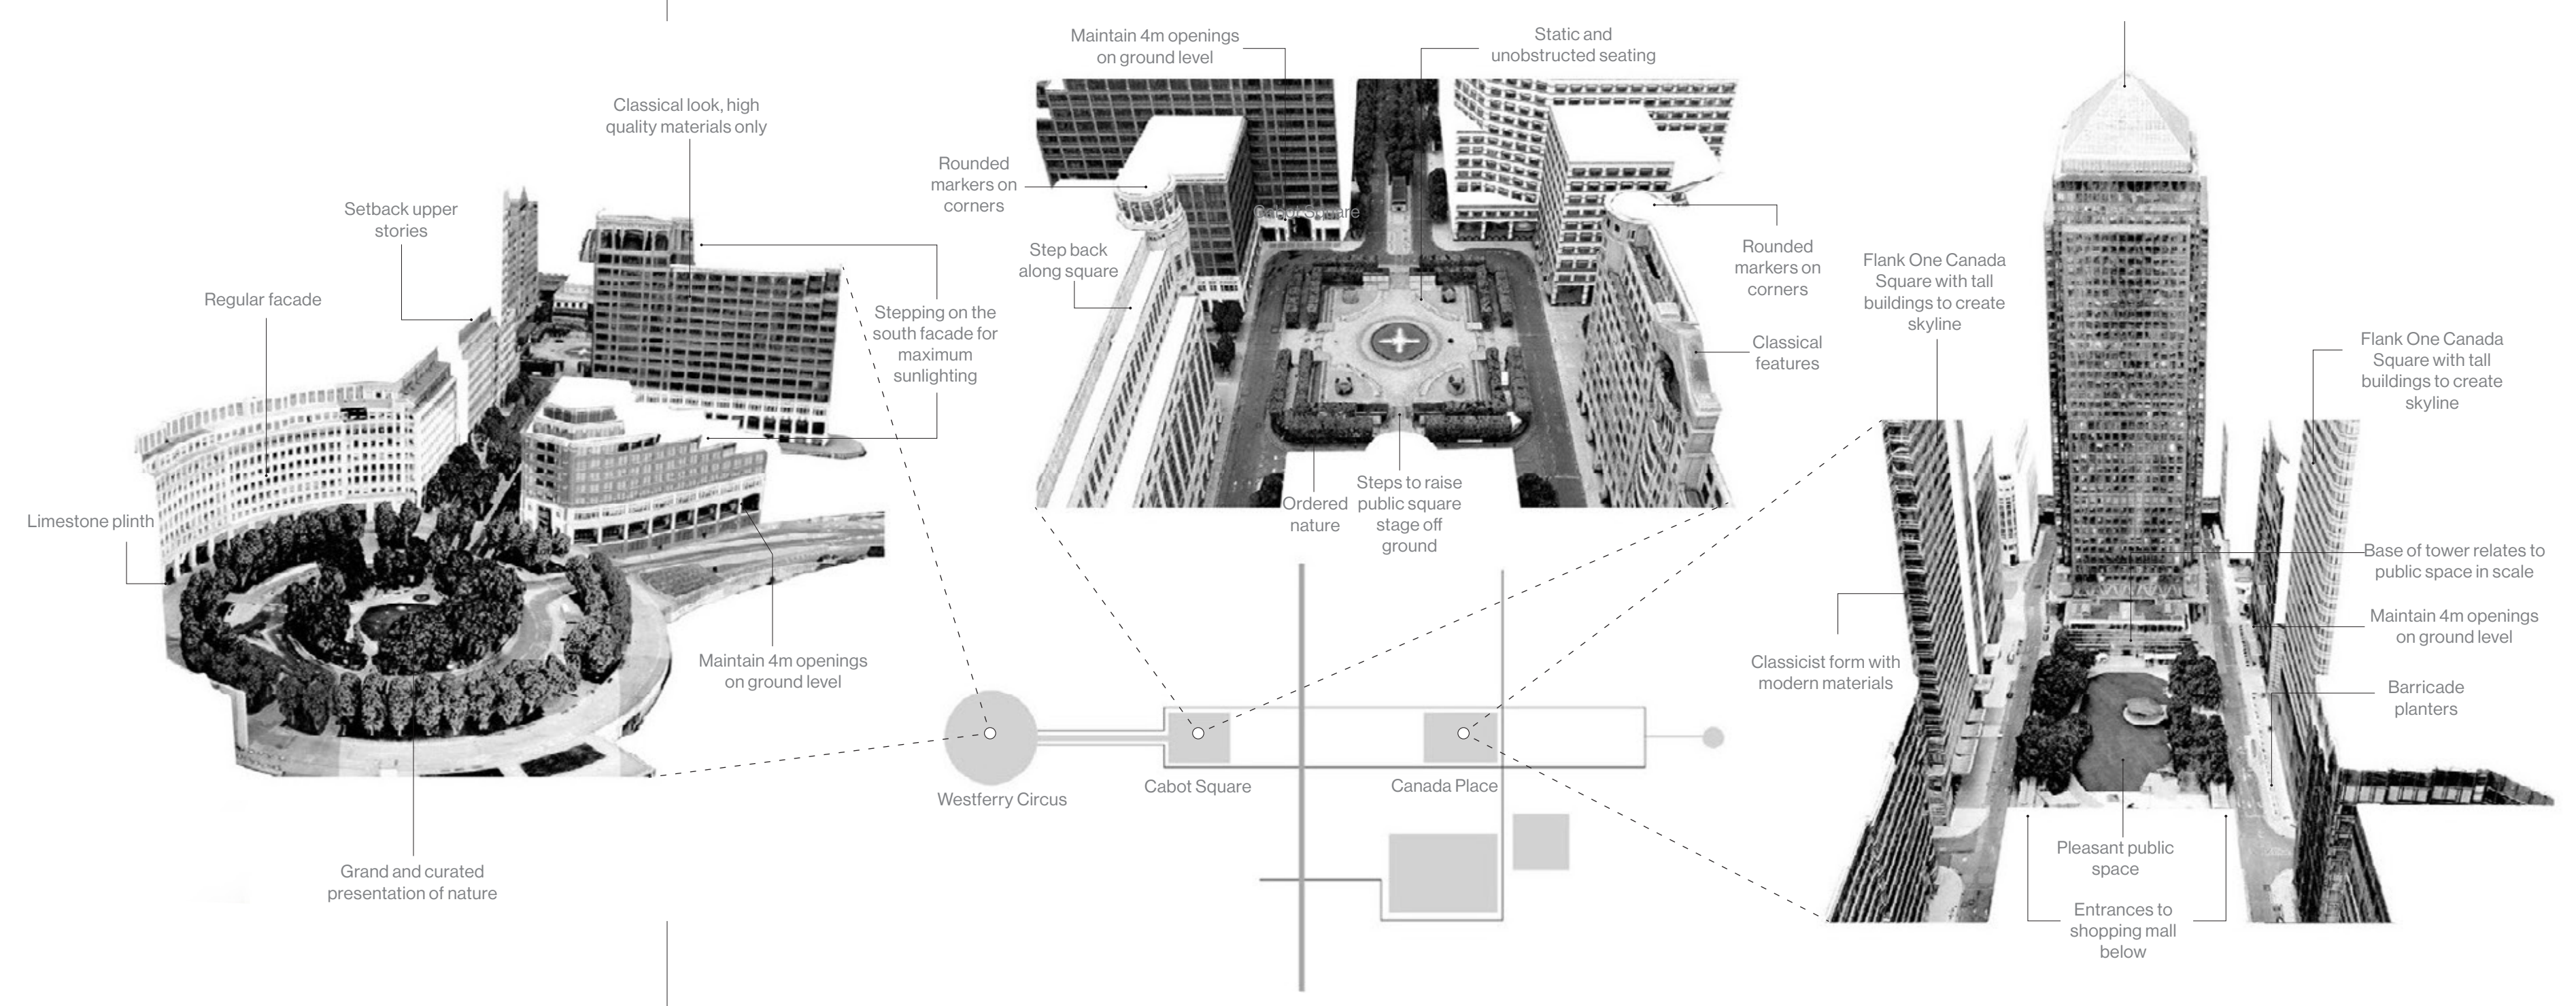 Classical look, high
quality materials only
Setback upper
stories
Regular facade
Stepping on the
south facade for
maximum
sunlighting
Limestone plinth
Maintain 4m openings
on ground level
Grand and curated
presentation of nature
Maintain 4m openings
on ground level
Static and
unobstructed seating
Rounded
markers on
corners
Cabot Square
Step back
along square
Rounded
markers on
corners
Classical
features
Ordered
nature
Steps to raise
public square
stage off
ground
Westferry Circus
Cabot Square
Canada Place
Flank One Canada
Square with tall
buildings to create
skyline
Flank One Canada
Square with tall
buildings to create
skyline
Base of tower relates to
public space in scale
Maintain 4m openings
on ground level
Classicist form with
modern materials
Barricade
planters
Pleasant public
space
Entrances to
shopping mall
below